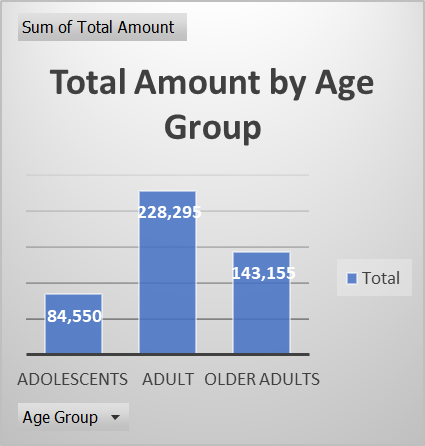 Sum of Total Amount
Total Amount by Age
Group
228,295
143,155
84,550
Total
ADOLESCENTS ADULT OLDER ADULTS
Age Group